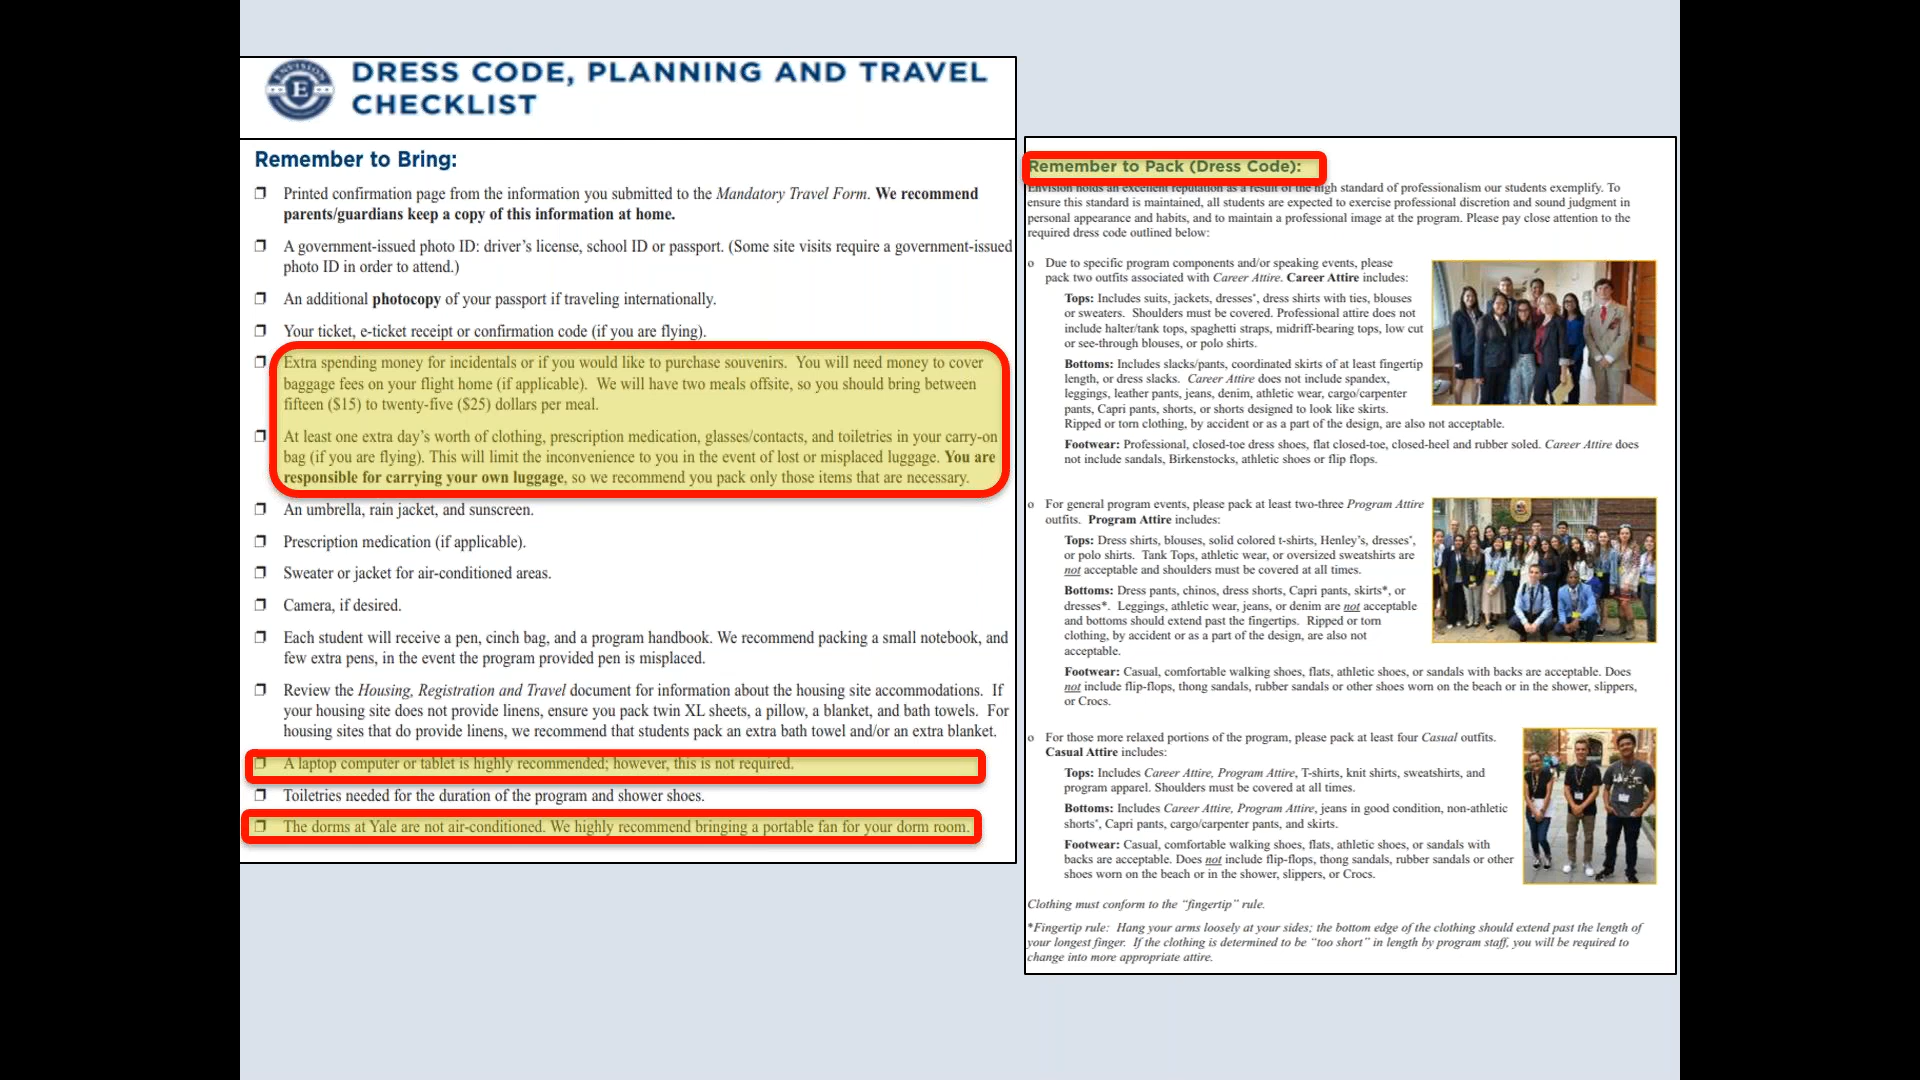 ENVISION
E
DRESS CODE, PLANNING AND TRAVEL
CHECKLIST
Remember to Bring:
Printed confirmation page from the information you submitted to the Mandatory Travel Form. We recommend
parents/guardians keep a copy of this information at home.
A government-issued photo ID: driver's license, school ID or passport. (Some site visits require a government-issued
photo ID in order to attend.)
An additional photocopy of your passport if traveling internationally.
Your ticket, e-ticket receipt or confirmation code (if you are flying).
Extra spending money for incidentals or if you would like to purchase souvenirs. You will need money to cover
baggage fees on your flight home (if applicable). We will have two meals offsite, so you should bring between
fifteen ($15) to twenty-five ($25) dollars per meal.
At least one extra day's worth of clothing, prescription medication, glasses/contacts, and toiletries in your carry-on
bag (if you are flying). This will limit the inconvenience to you in the event of lost or misplaced luggage. You are
responsible for carrying your own luggage, so we recommend you pack only those items that are necessary.
An umbrella, rain jacket, and sunscreen.
Prescription medication (if applicable).
Sweater or jacket for air-conditioned areas.
Camera, if desired.
Each student will receive a pen, cinch bag, and a program handbook. We recommend packing a small notebook, and
few extra pens, in the event the program provided pen is misplaced.
Review the Housing, Registration and Travel document for information about the housing site accommodations. If
your housing site does not provide linens, ensure you pack twin XL sheets, a pillow, a blanket, and bath towels. For
housing sites that do provide linens, we recommend that students pack an extra bath towel and/or an extra blanket.
A laptop computer or tablet is highly recommended; however, this is not required.
Toiletries needed for the duration of the program and shower shoes.
The dorms at Yale are not air-conditioned. We highly recommend bringing a portable fan for your dorm room.
Remember to Pack (Dress Code):
Envision holds an excellent reputation as a result of the high standard of professionalism our students exemplify. To
ensure this standard is maintained, all students are expected to exercise professional discretion and sound judgment in
personal appearance and habits, and to maintain a professional image at the program. Please pay close attention to the
required dress code outlined below:
o Due to specific program components and/or speaking events, please
pack two outfits associated with Career Attire. Career Attire includes:
Tops: Includes suits, jackets, dresses*, dress shirts with ties, blouses
or sweaters. Shoulders must be covered. Professional attire does not
include halter/tank tops, spaghetti straps, midriff-bearing tops, low cut
or see-through blouses, or polo shirts.
Bottoms: Includes slacks/pants, coordinated skirts of at least fingertip
length, or dress slacks. Career Attire does not include spandex,
leggings, leather pants, jeans, denim, athletic wear, cargo/carpenter
pants, Capri pants, shorts, or shorts designed to look like skirts.
Ripped or torn clothing, by accident or as a part of the design, are also not acceptable.
Footwear: Professional, closed-toe dress shoes, flat closed-toe, closed-heel and rubber soled. Career Attire does
not include sandals, Birkenstocks, athletic shoes or flip flops.
o For general program events, please pack at least two-three Program Attire
outfits. Program Attire includes:
Tops: Dress shirts, blouses, solid colored t-shirts, Henley's, dresses*,
or polo shirts. Tank Tops, athletic wear, or oversized sweatshirts are
not acceptable and shoulders must be covered at all times.
Bottoms: Dress pants, chinos, dress shorts, Capri pants, skirts*, or
dresses*. Leggings, athletic wear, jeans, or denim are not acceptable
and bottoms should extend past the fingertips. Ripped or torn
clothing, by accident or as a part of the design, are also not
acceptable.
Footwear: Casual, comfortable walking shoes, flats, athletic shoes, or sandals with backs are acceptable. Does
not include flip-flops, thong sandals, rubber sandals or other shoes worn on the beach or in the shower, slippers,
or Crocs.
o For those more relaxed portions of the program, please pack at least four Casual outfits.
Casual Attire includes:
Tops: Includes Career Attire, Program Attire, T-shirts, knit shirts, sweatshirts, and
program apparel. Shoulders must be covered at all times.
Bottoms: Includes Career Attire, Program Attire, jeans in good condition, non-athletic
shorts*, Capri pants, cargo/carpenter pants, and skirts.
Footwear: Casual, comfortable walking shoes, flats, athletic shoes, or sandals with
backs are acceptable. Does not include flip-flops, thong sandals, rubber sandals or other
shoes worn on the beach or in the shower, slippers, or Crocs.
Clothing must conform to the "fingertip" rule.
*Fingertip rule: Hang your arms loosely at your sides; the bottom edge of the clothing should extend past the length of
your longest finger. If the clothing is determined to be "too short" in length by program staff, you will be required to
change into more appropriate attire.